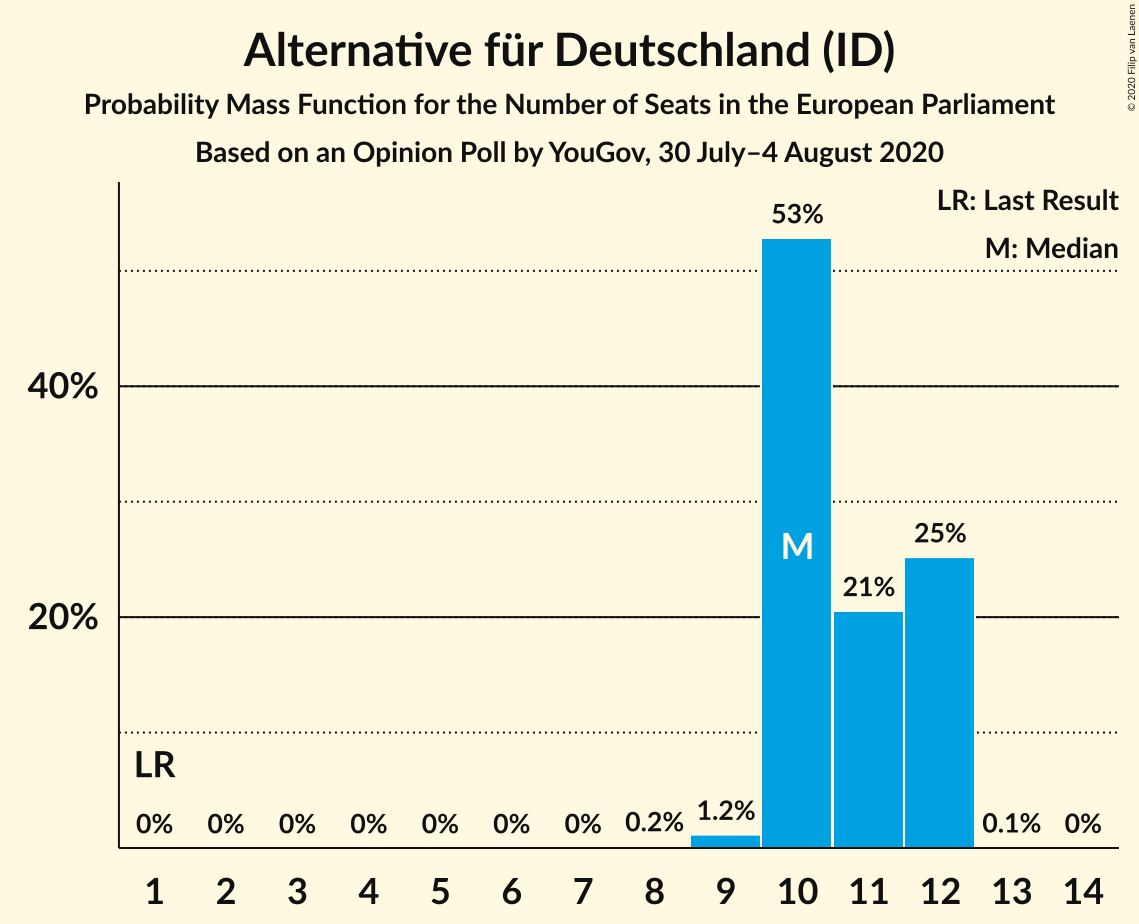 Alternative für Deutschland (ID)
Probability Mass Function for the Number of Seats in the European Parliament
Based on an Opinion Poll by YouGov, 30 July–4 August 2020
© 2020 Filip van Laenen
LR: Last Result
M: Median
53%
40%
M
25%
21%
20%
LR
0% 0% 0% 0% 0% 0% 0% 0.2% 1.2% 0.1% 0%
1 2 3 4 5 6 7 8 9 10 11 12 13 14